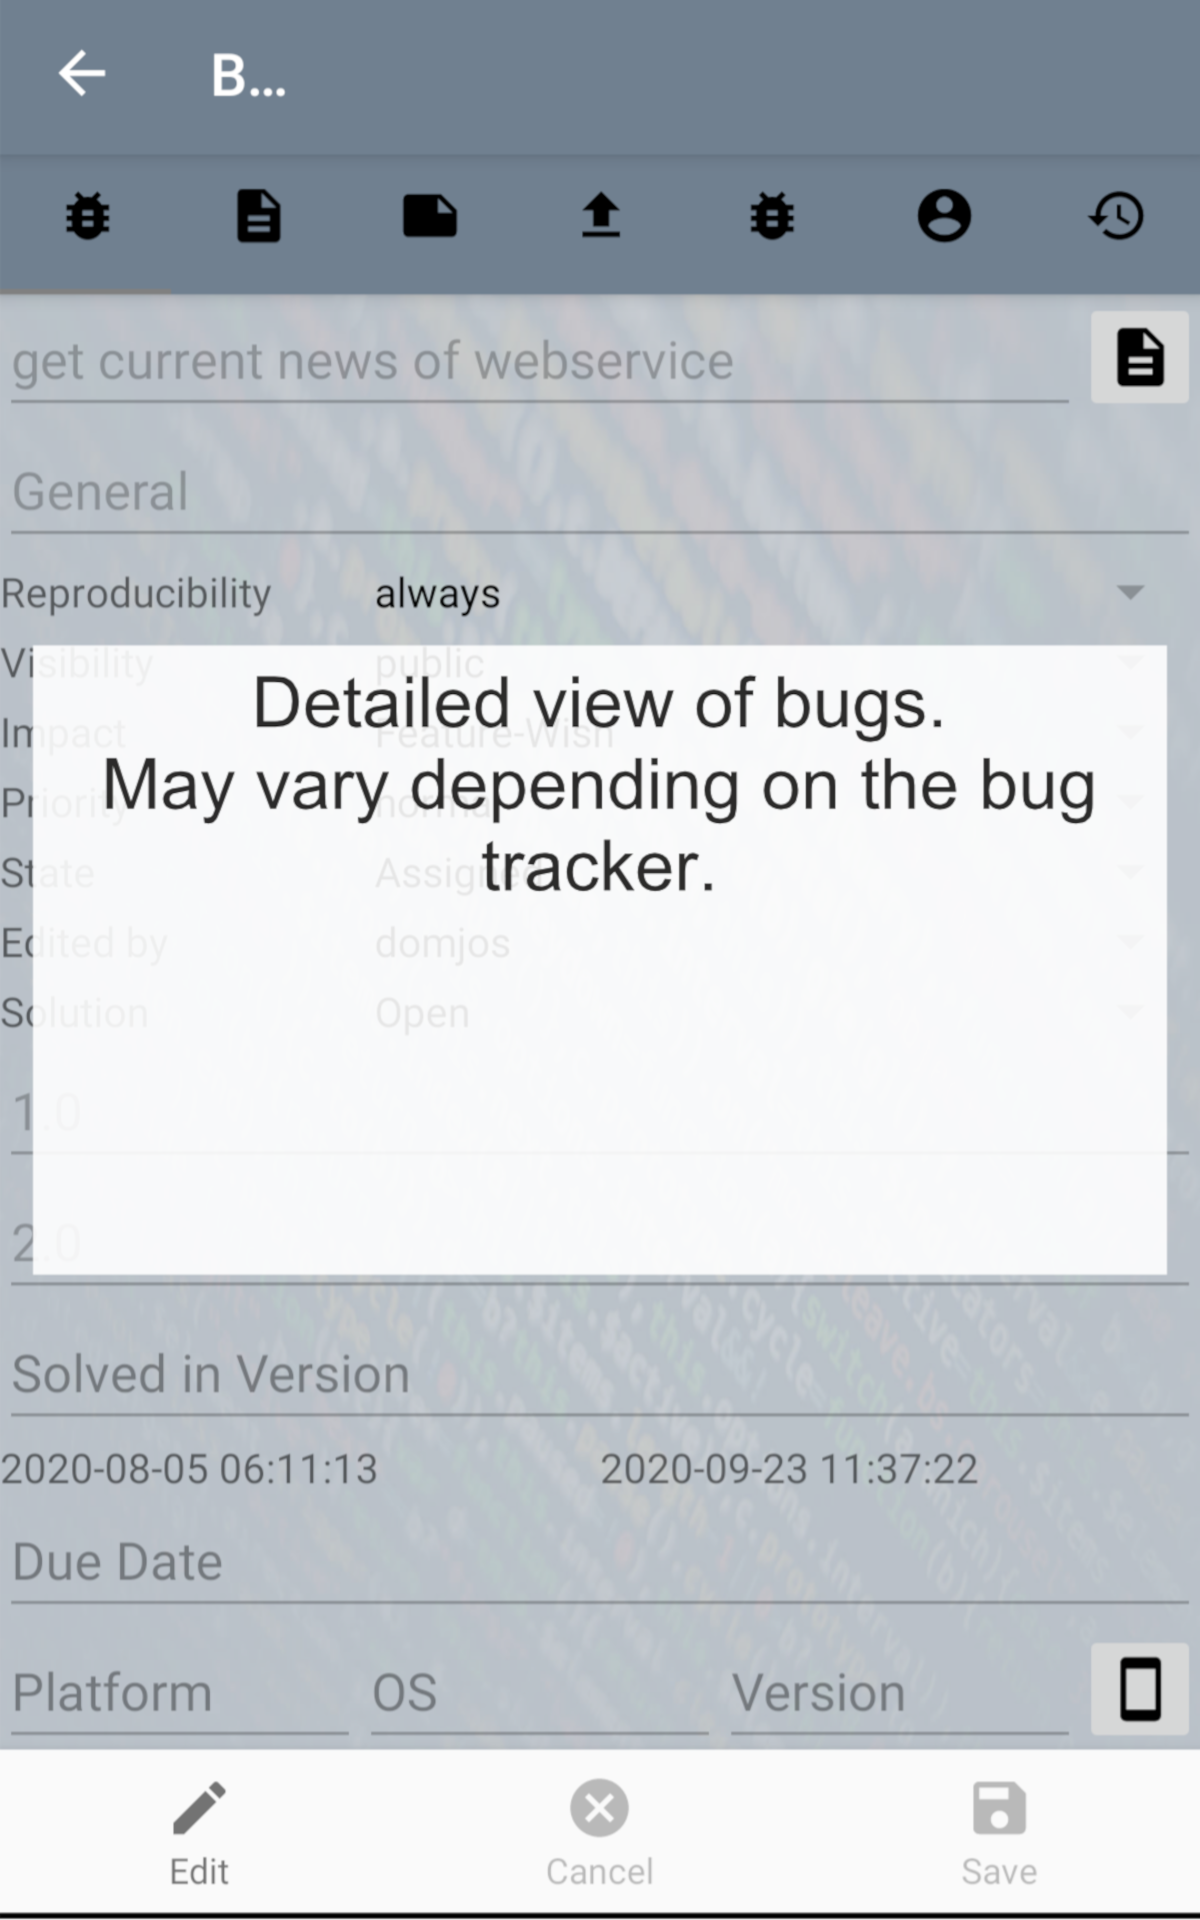 B...
get current news of webservice
General
Reproducibility always
Visibility public
Impact Feature-Wish
Priority normal
State Assigned
Edited by domjos
Solution Open
Detailed view of bugs.
May vary depending on the bug
tracker.
1.0
2.0
Solved in Version
2020-08-05 06:11:13 2020-09-23 11:37:22
Due Date
Platform OS Version
Edit Cancel Save